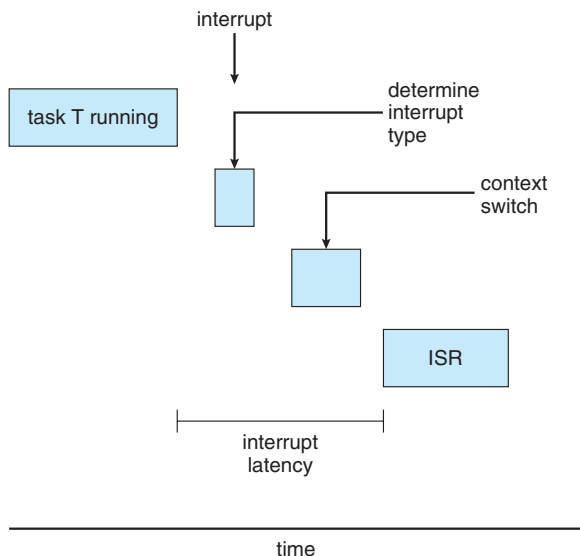 interrupt
task T running
determine
interrupt
type
context
switch
ISR
interrupt
latency
time